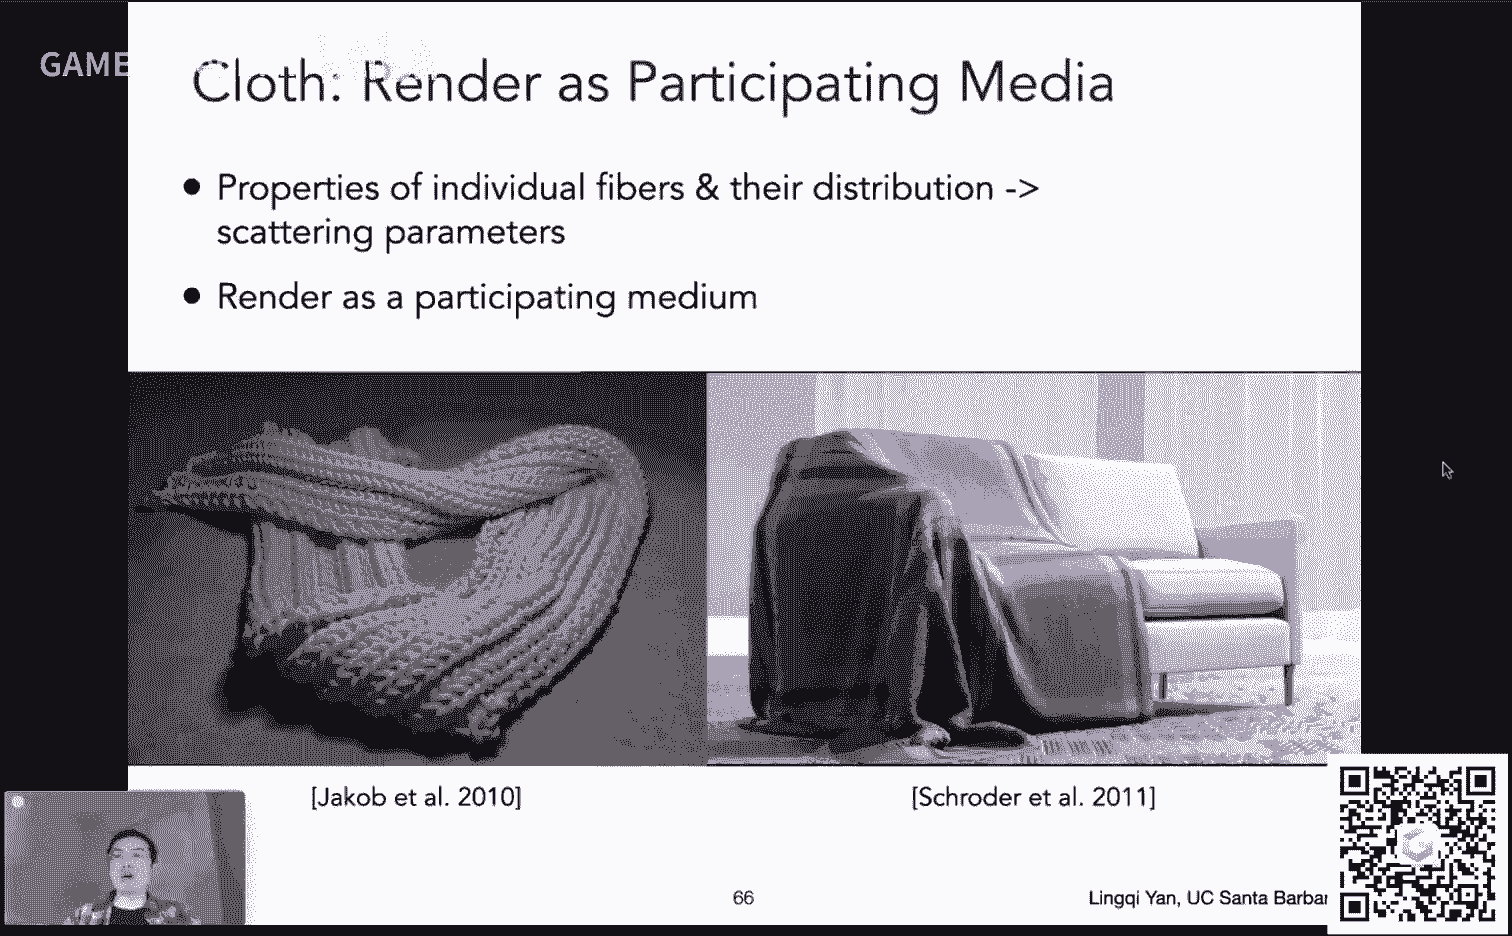 GAME
Cloth: Render as Participating Media
● Properties of individual fibers & their distribution ->
scattering parameters
● Render as a participating medium
[Jakob et al. 2010]
[Schroder et al. 2011]
66
Lingqi Yan, UC Santa Barbar